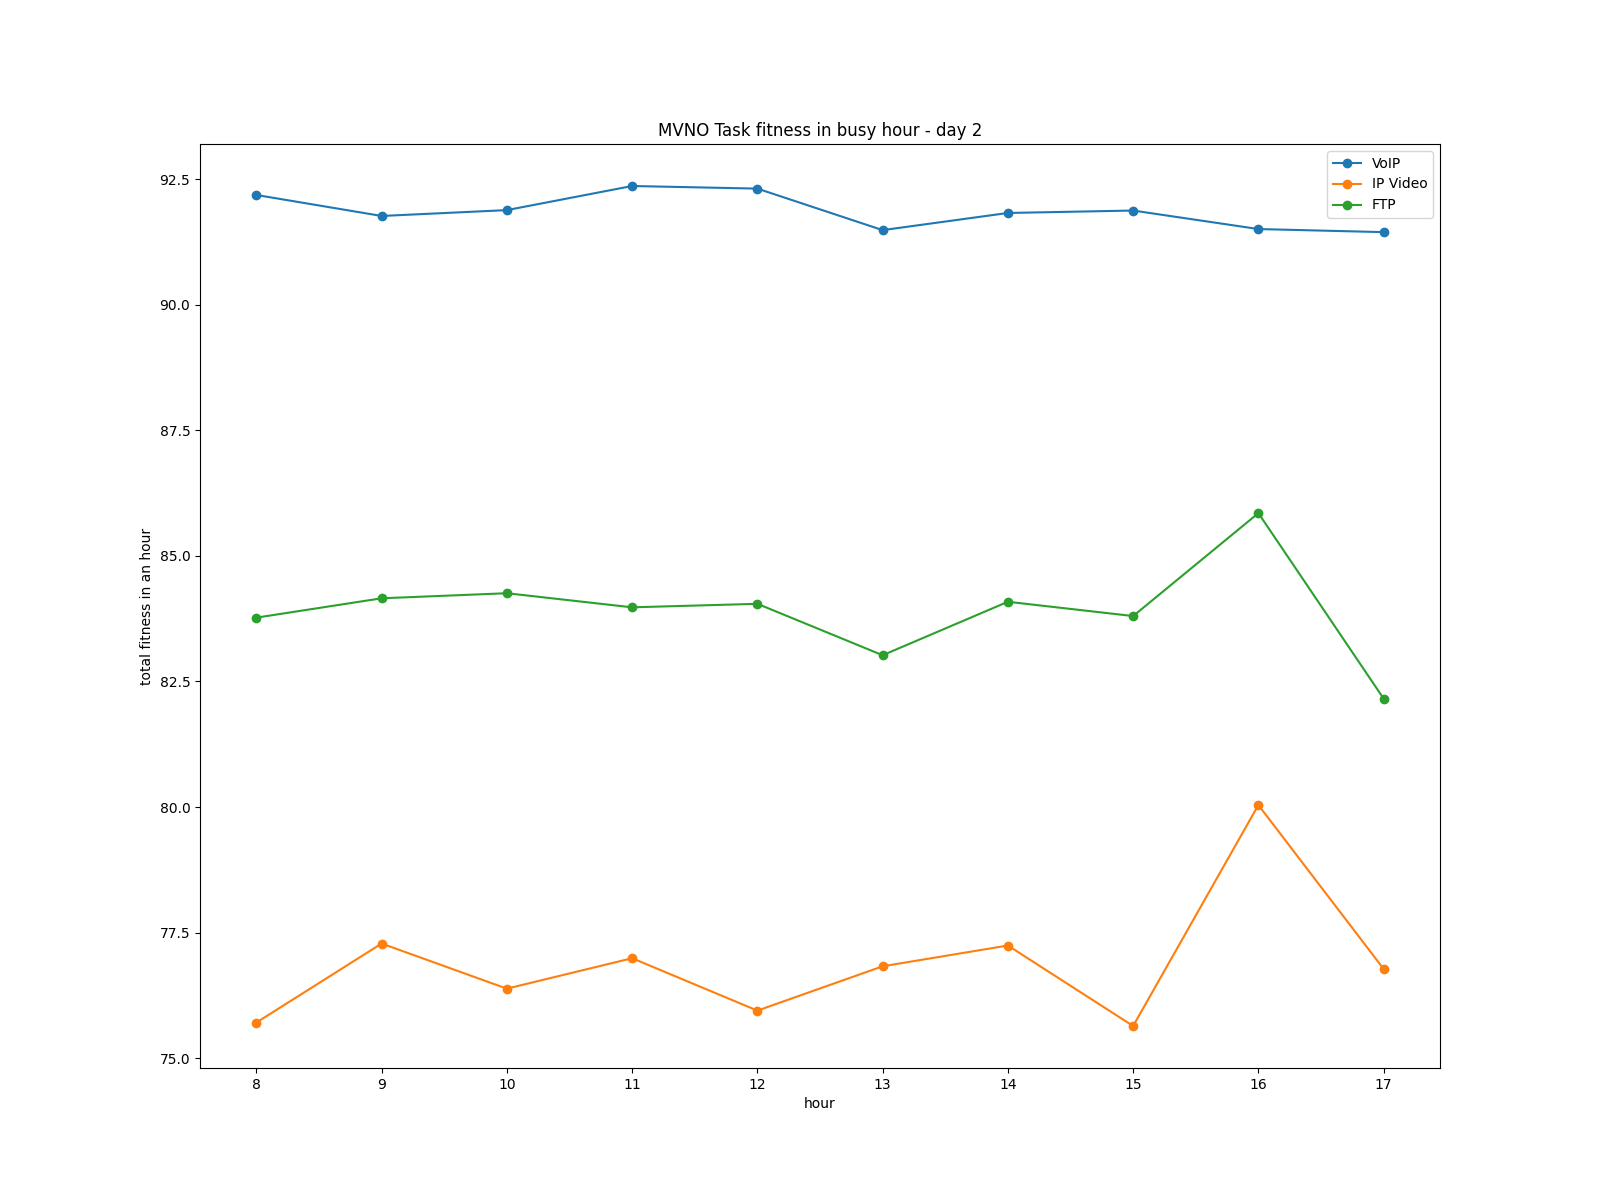 MVNO Task fitness in busy hour - day 2
VoIP
IP Video
FTP
92.5
90.0
87.5
85.0
82.5
80.0
77.5
75.0
total fitness in an hour
8 9 10 11 12 13 14 15 16 17
hour